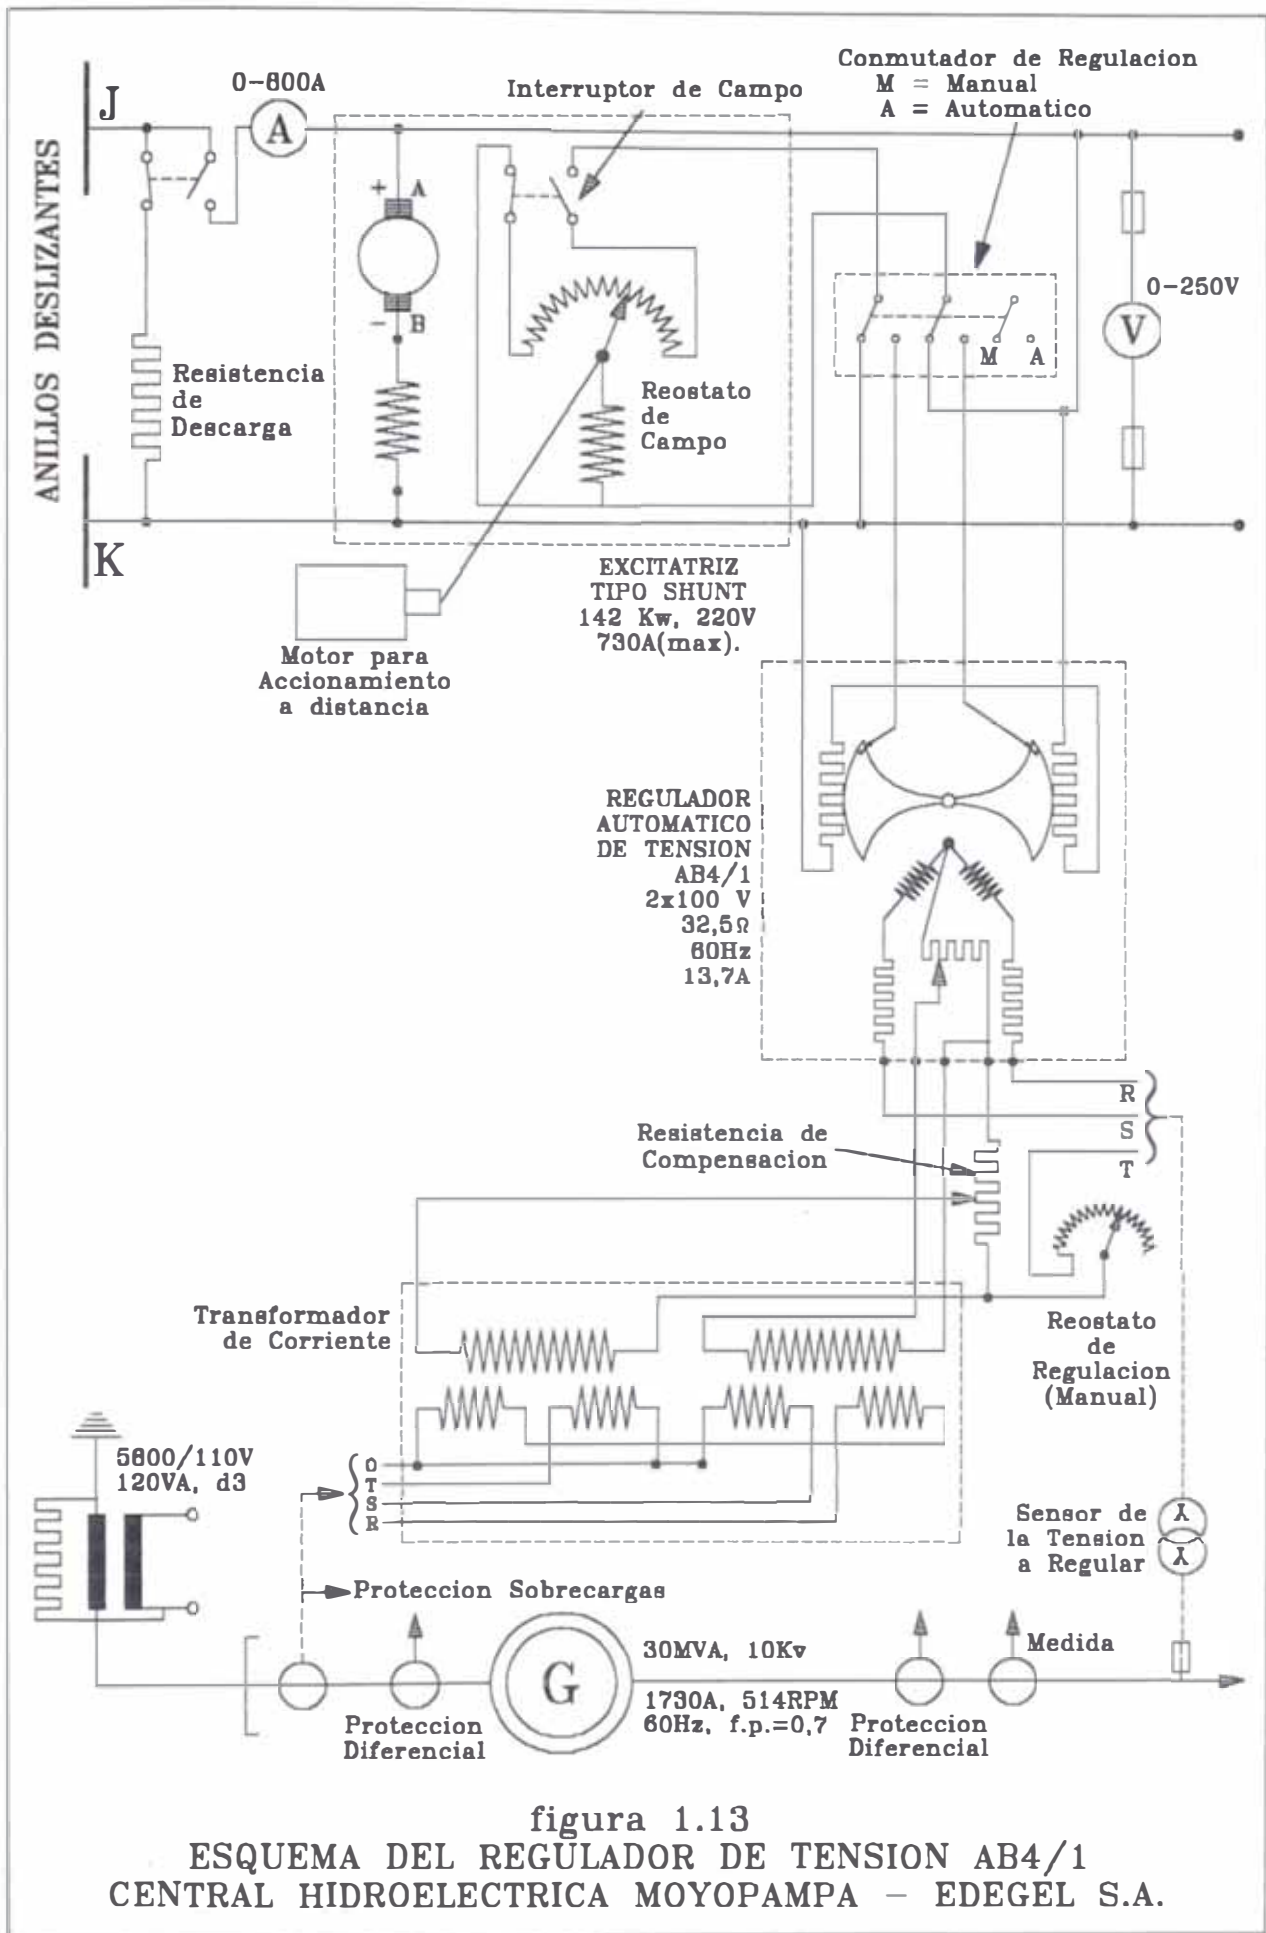 Conmutador de Regulacion
M = Manual
A = Automatico
0-800A
Interruptor de Campo
J
A
ANILLOS DESLIZANTES
+ A
- B
0-250V
V
M A
Resistencia
de
Descarga
Reostato
de
Campo
K
EXCITATRIZ
TIPO SHUNT
142 Kw, 220V
730A(max).
Motor para
Accionamiento
a distancia
REGULADOR
AUTOMATICO
DE TENSION
AB4/1
2x100 V
32,5Ω
60Hz
13,7A
R
S
T
Resistencia de
Compensacion
Transformador
de Corriente
Reostato
de
Regulacion
(Manual)
5800/110V
120VA, d3
0
T
S
R
Sensor de
la Tension
a Regular
Proteccion Sobrecargas
G
30MVA, 10Kv
1730A, 514RPM
60Hz, f.p.=0,7
Medida
Proteccion
Diferencial
Proteccion
Diferencial
figura 1.13
ESQUEMA DEL REGULADOR DE TENSION AB4/1
CENTRAL HIDROELECTRICA MOYOPAMPA - EDEGEL S.A.